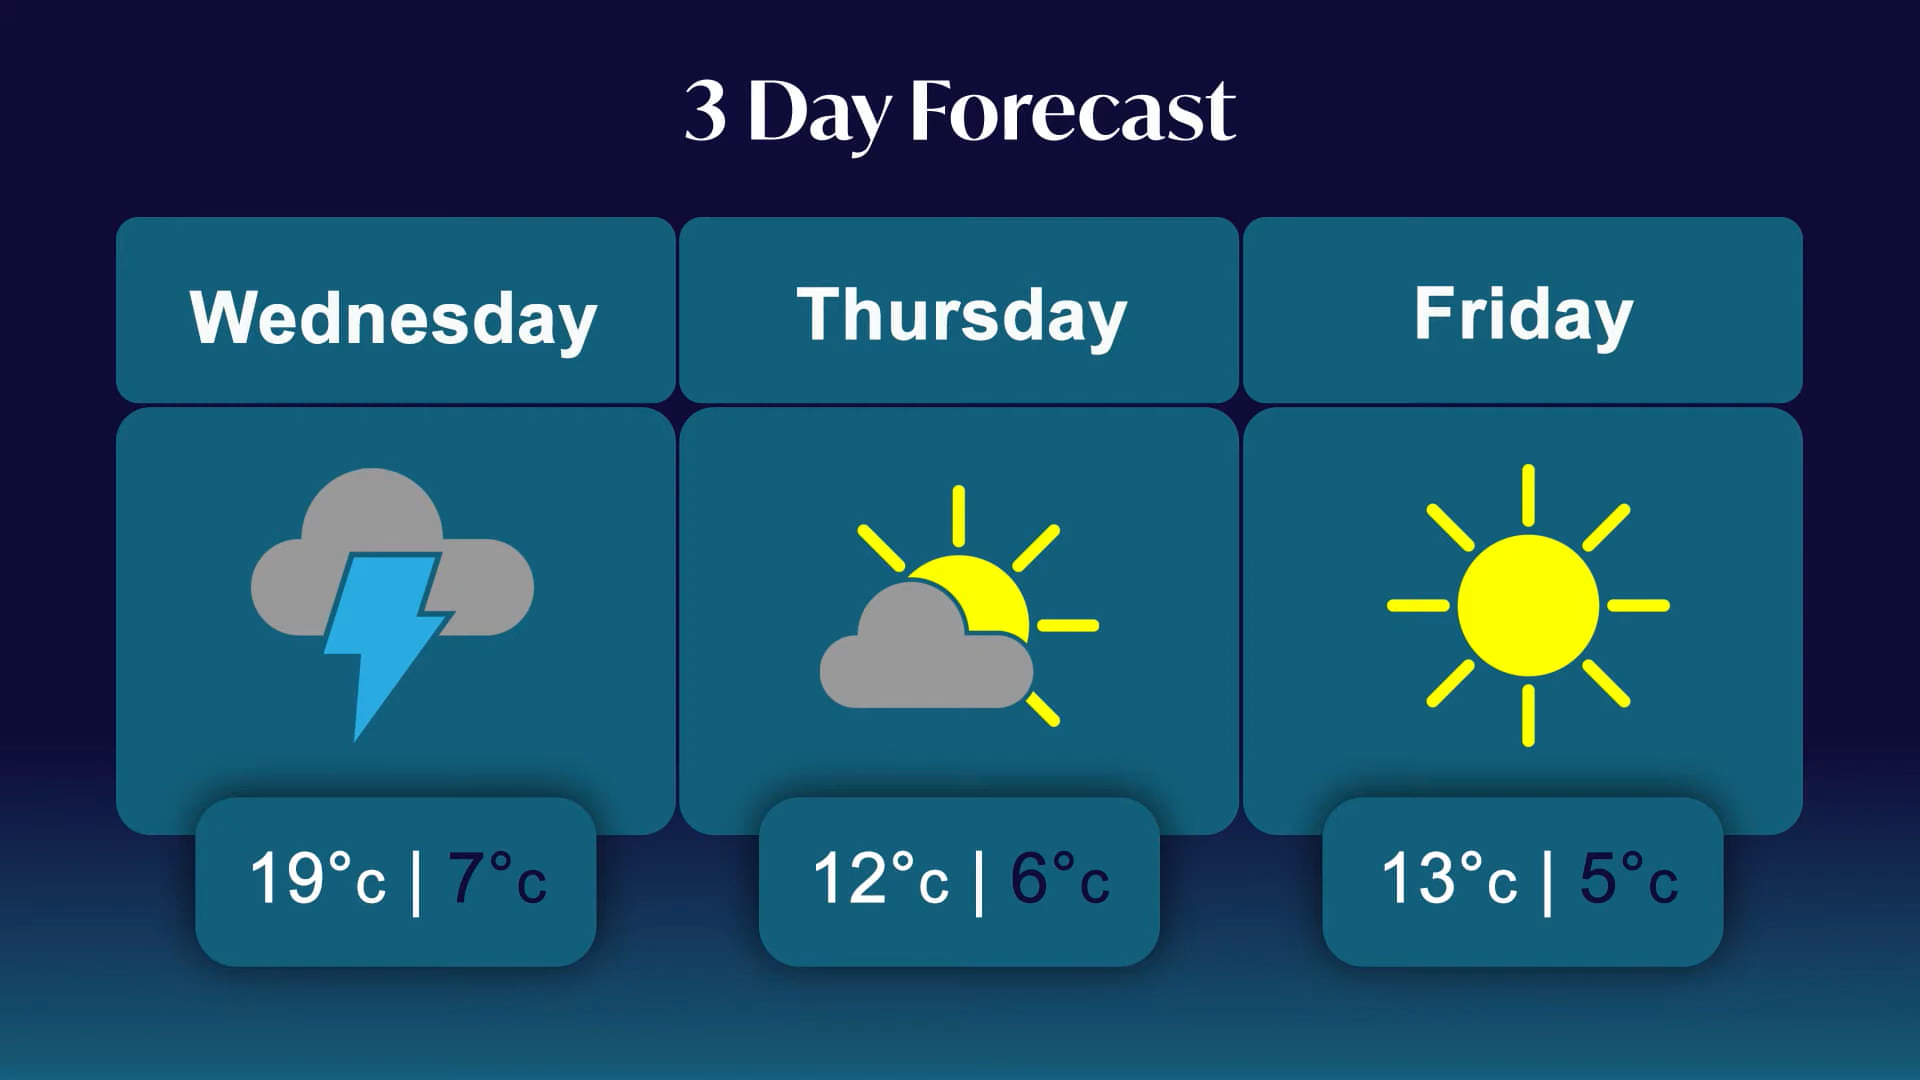 3 Day Forecast
Wednesday
Thursday
Friday
19°c | 7°c
12°c | 6°c
13°c | 5°c